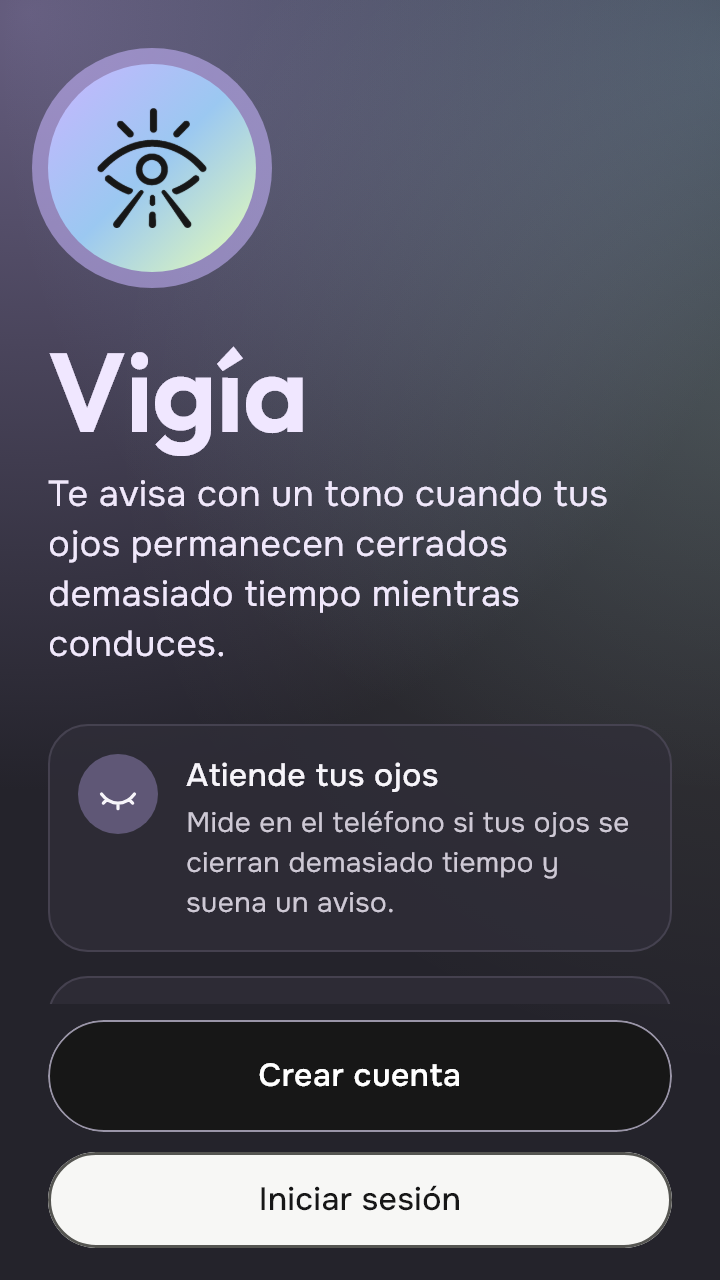 Vigía
Te avisa con un tono cuando tus
ojos permanecen cerrados
demasiado tiempo mientras
conduces.
Atiende tus ojos
Mide en el teléfono si tus ojos se
cierran demasiado tiempo y
suena un aviso.
Crear cuenta
Iniciar sesión